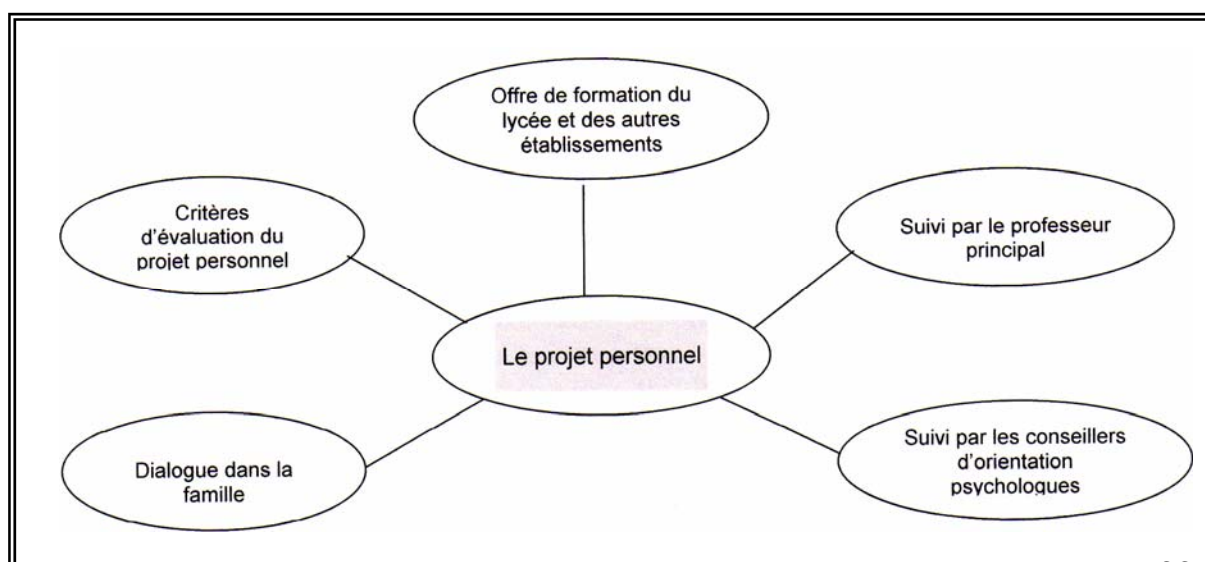 Offre de formation du
lycée et des autres
établissements
Critères
d'évaluation du
projet personnel
Suivi par le professeur
principal
Le projet personnel
Dialogue dans la
famille
Suivi par les conseillers
d'orientation
psychologues